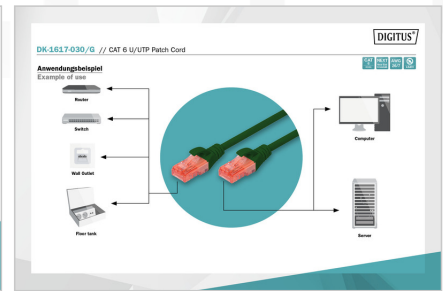 DIGITUS®
DK-1617-030/G // CAT 6 U/UTP Patch Cord
Anwendungsbeispiel
Example of use
Router
Switch
Wall Outlet
Floor tank
Computer
Server